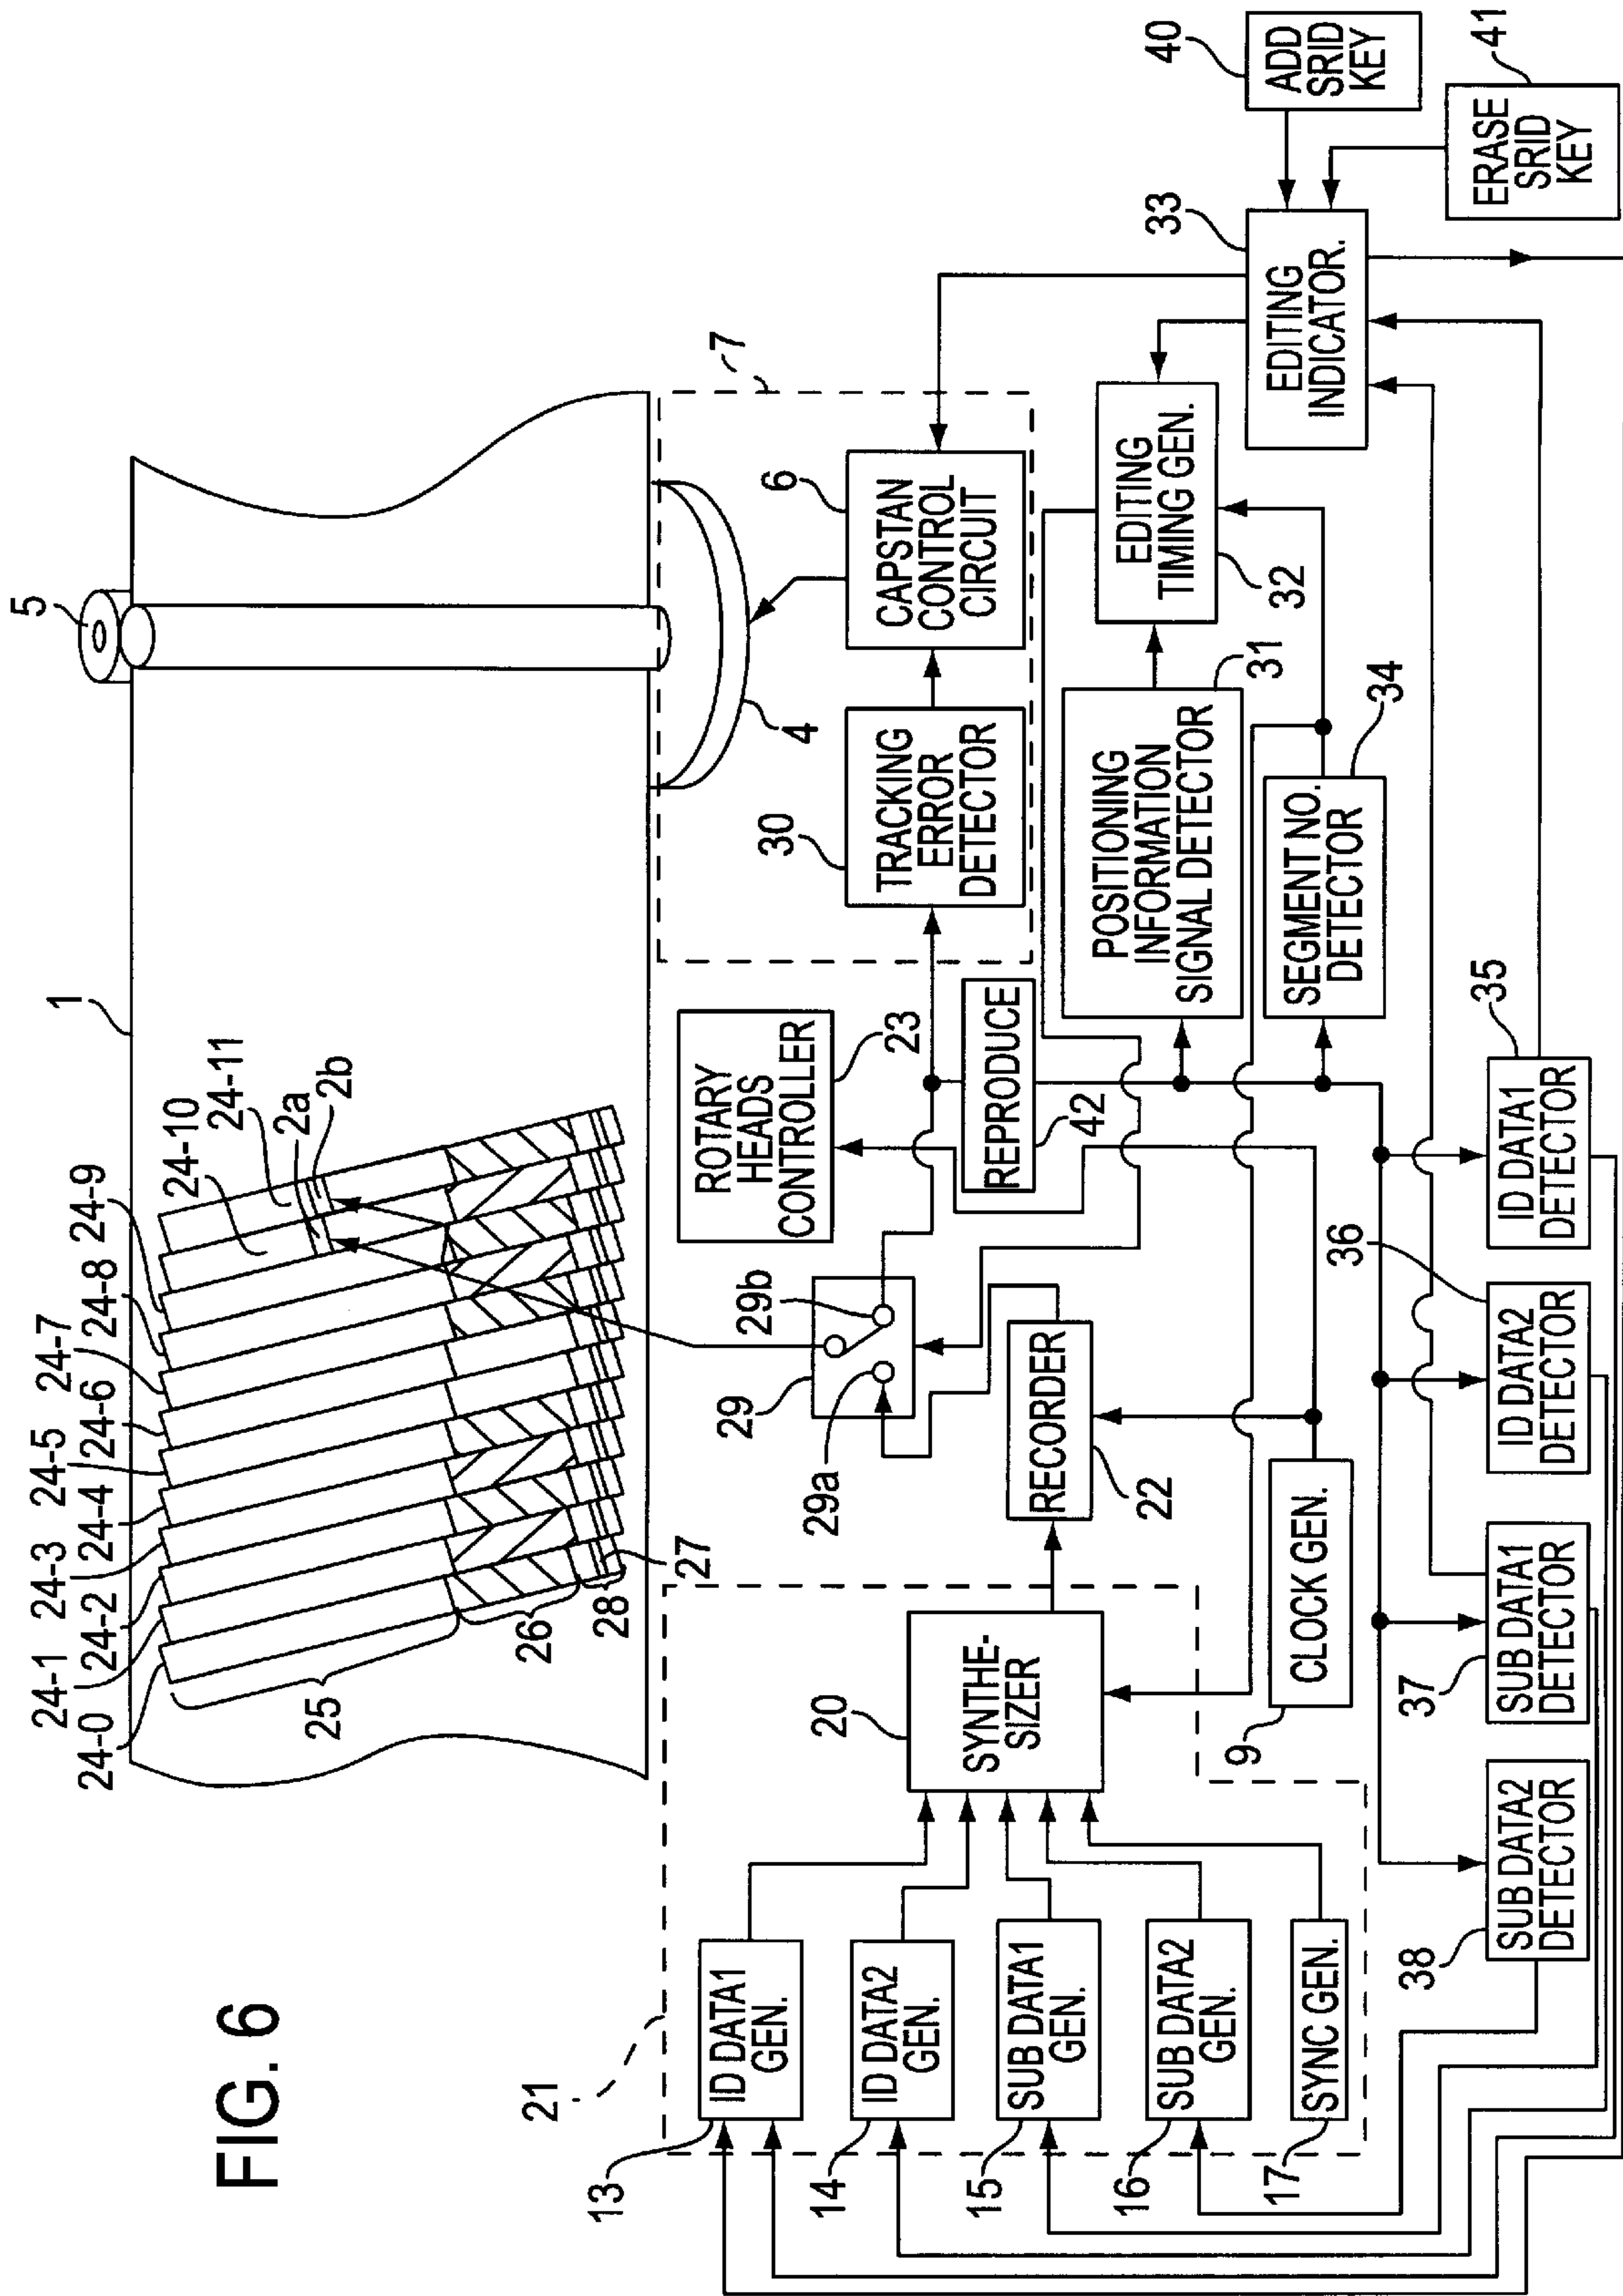 FIG. 6
24-0
24-1
24-2
24-3
24-4
24-5
24-6
24-7
24-8
24-9
24-10
24-11
2a
2b
1
5
25
26
28
27
4
7
21
13
ID DATA1
GEN.
14
ID DATA2
GEN.
15
SUB DATA1
GEN.
16
SUB DATA2
GEN.
17
SYNC GEN.
20
SYNTHE-
SIZER
22
RECORDER
9
CLOCK GEN.
29
29a
29b
ROTARY
HEADS
CONTROLLER
23
REPRODUCE
42
30
TRACKING
ERROR
DETECTOR
6
CAPSTAN
CONTROL
CIRCUIT
POSITIONING
INFORMATION
SIGNAL DETECTOR
31
EDITING
TIMING GEN.
32
SEGMENT NO.
DETECTOR
34
33
EDITING
INDICATOR.
40
ADD
SRID
KEY
41
ERASE
SRID
KEY
38
SUB DATA2
DETECTOR
37
SUB DATA1
DETECTOR
36
ID DATA2
DETECTOR
35
ID DATA1
DETECTOR